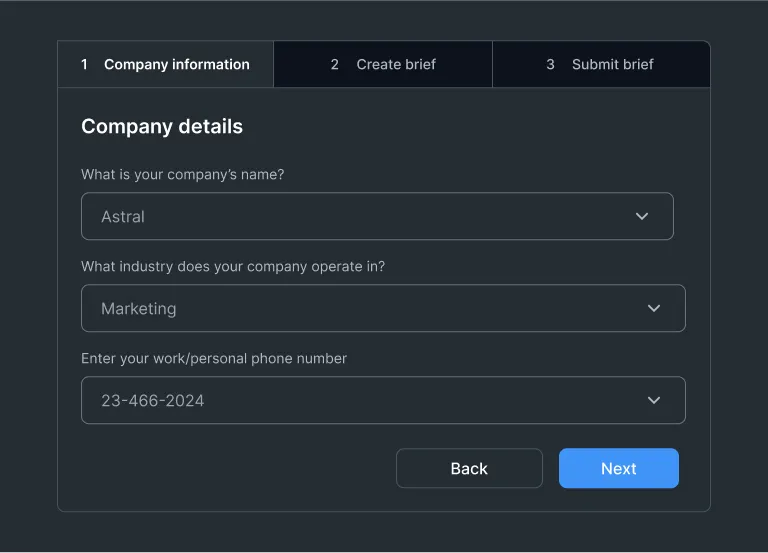 1 Company information 2 Create brief 3 Submit brief
Company details
What is your company’s name?
Astral
What industry does your company operate in?
Marketing
Enter your work/personal phone number
23-466-2024
Back Next